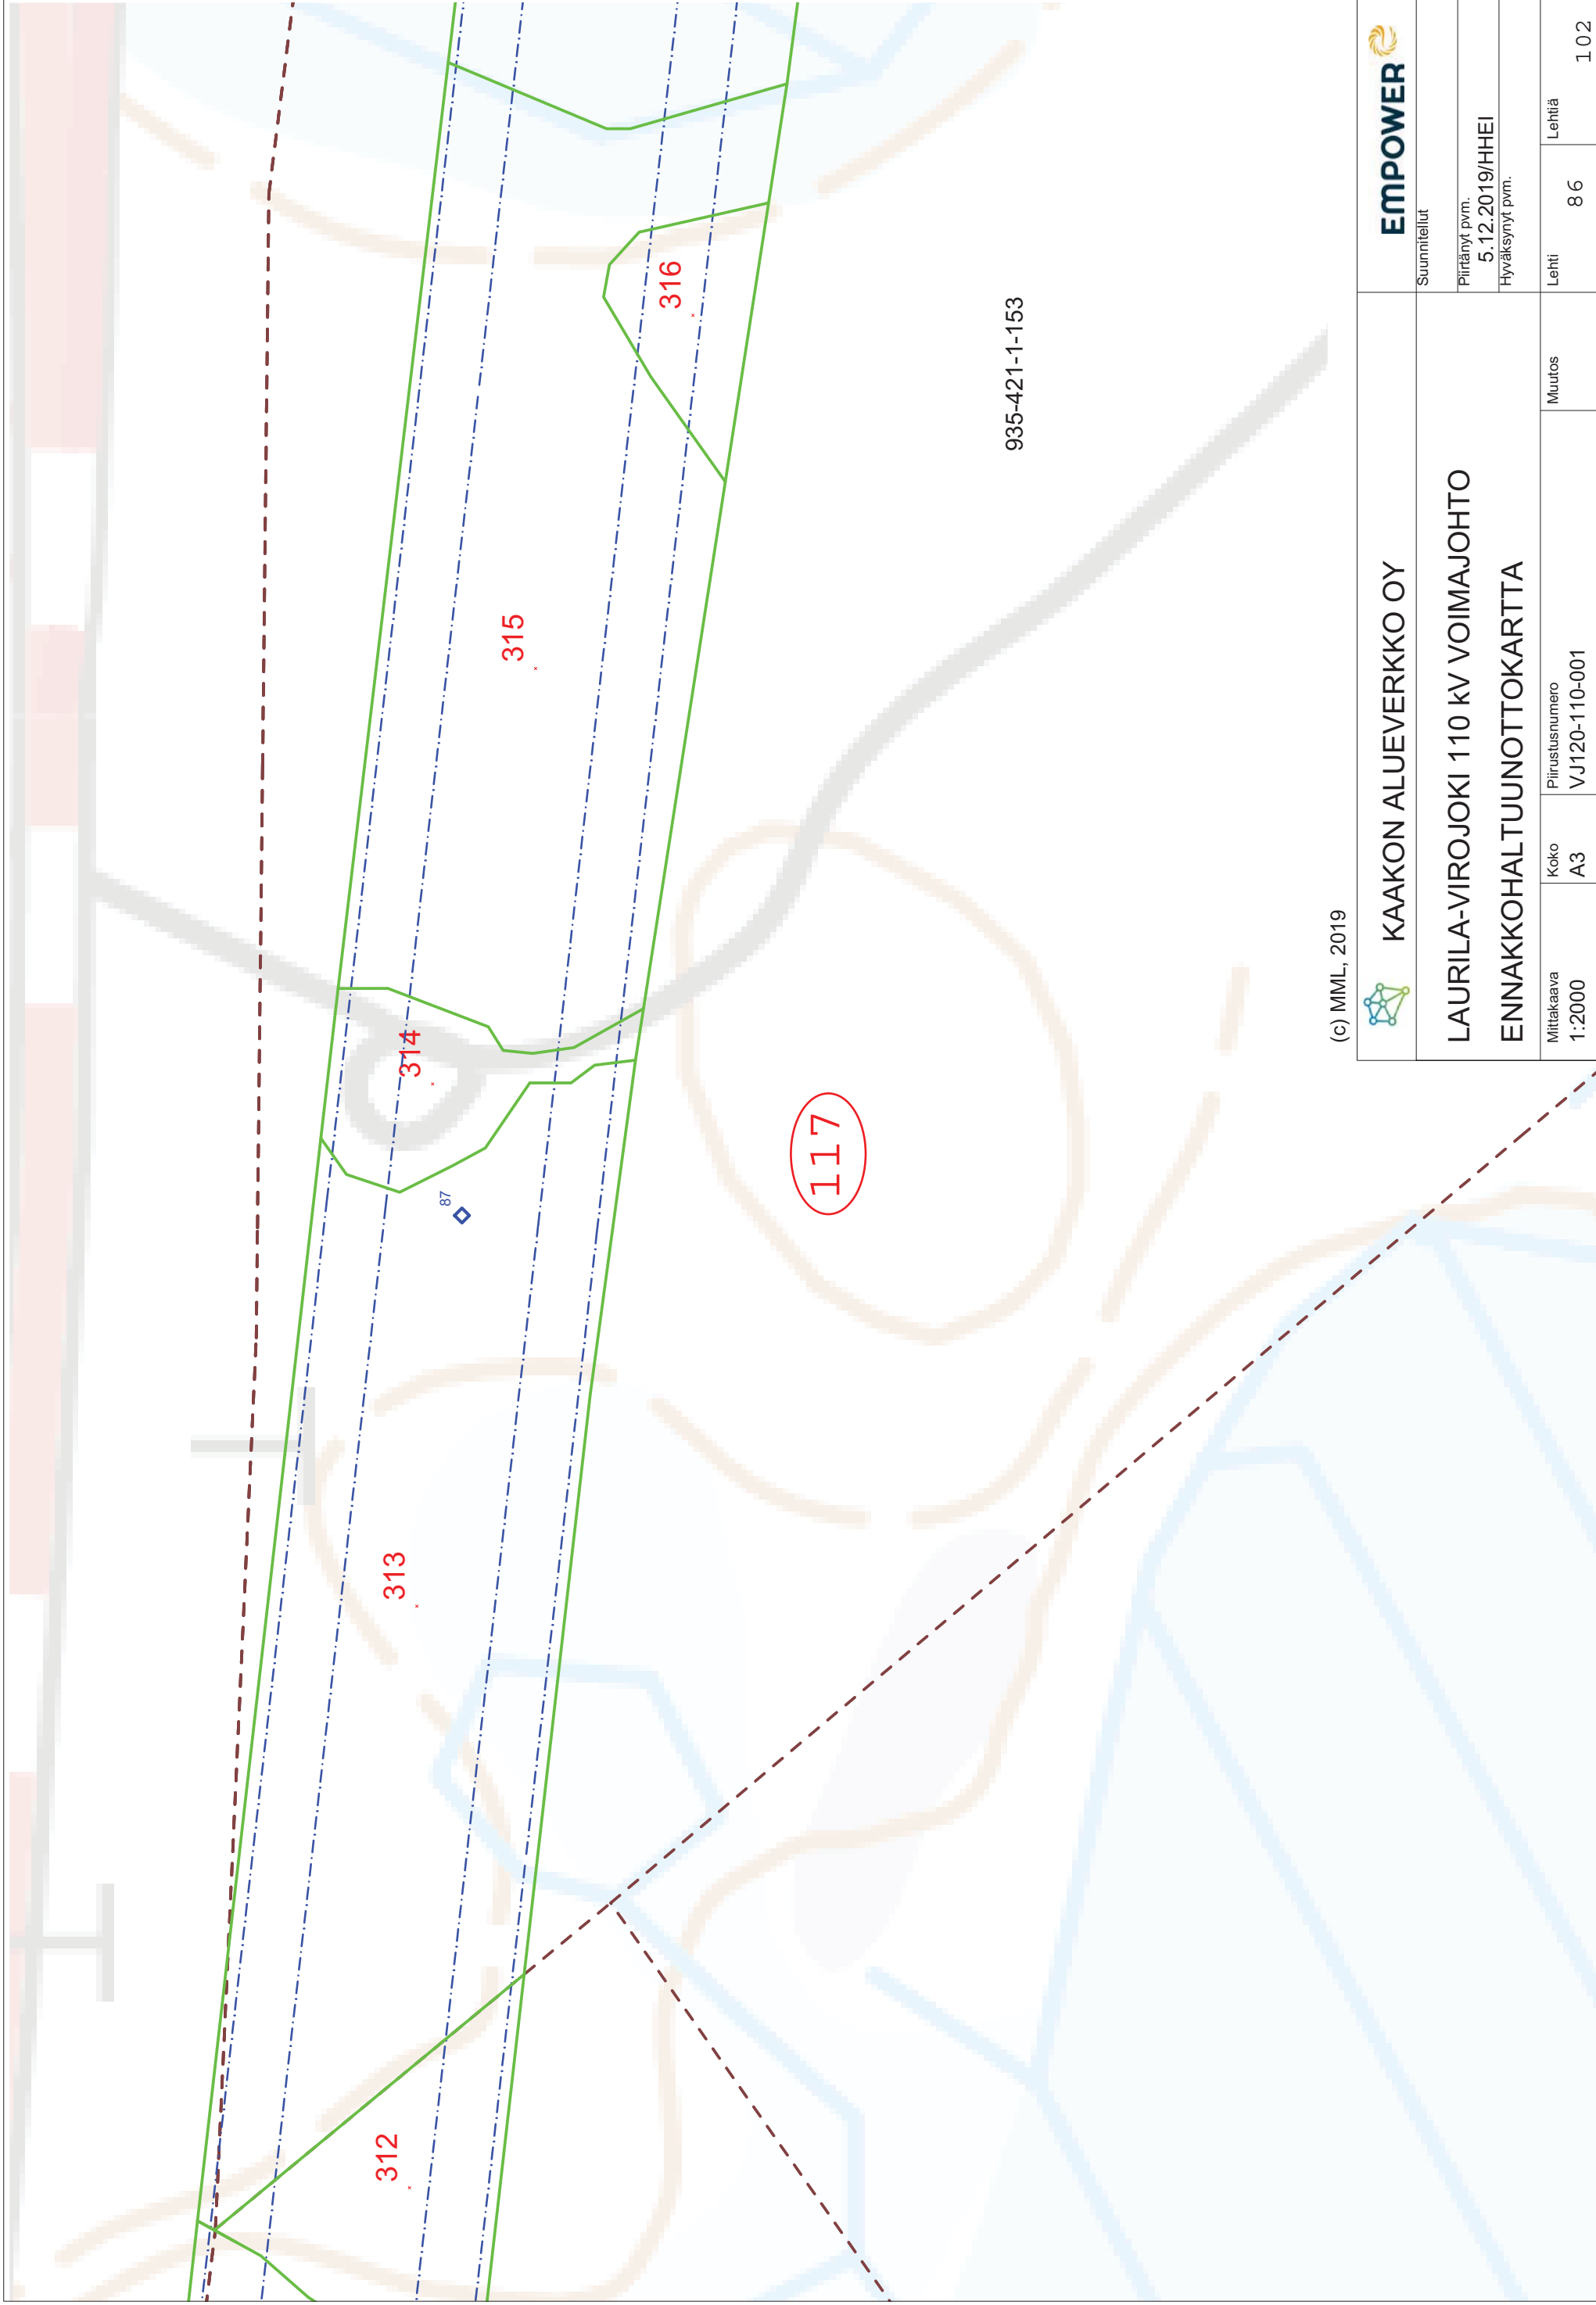 312
313
87
314
315
316
117
935-421-1-153
(c) MML, 2019
KAAKON ALUEVERKKO OY
EMPOWER
LAURILA-VIROJOKI 110 kV VOIMAJOHTO
ENNAKKOHALTUUNOTTOKARTTA
Suunnitellut
Piirtänyt pvm.
5.12.2019/HHEI
Hyväksynyt pvm.
Mittakaava
1:2000
Koko
A3
Piirustusnumero
VJ120-110-001
Muutos
Lehti
86
Lehtiä
102